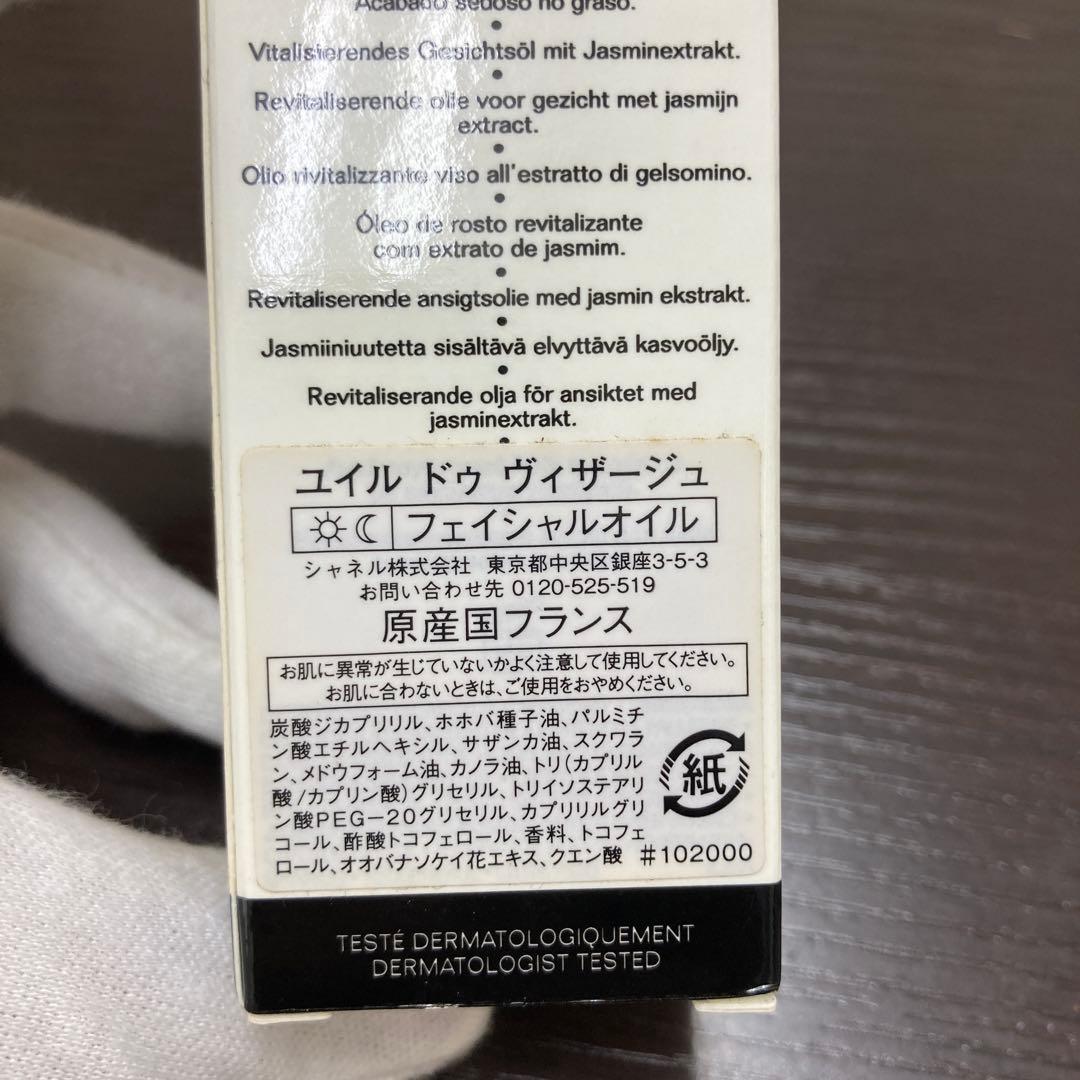 Acabado sedoso no graso.
Vitalisierendes Gesichtsöl mit Jasminextrakt.
Revitaliserende olie voor gezicht met jasmijn
extract.
Olio rivitalizzante viso all'estratto di gelsomino.
Óleo de rosto revitalizante
com extrato de jasmim.
Revitaliserende ansigtsolie med jasmin ekstrakt.
Jasmiiniuutetta sisältävä elvyttävä kasvoöljy.
Revitaliserande olja för ansiktet med
jasminextrakt.
ユイル ドゥ ヴィザージュ
フェイシャルオイル
シャネル株式会社 東京都中央区銀座3-5-3
お問い合わせ先 0120-525-519
原産国フランス
お肌に異常が生じていないかよく注意して使用してください。
お肌に合わないときは、ご使用をおやめください。
炭酸ジカプリリル、ホホバ種子油、パルミチ
ン酸エチルヘキシル、サザンカ油、スクワラ
ン、メドウフォーム油、カノラ油、トリ(カプリル
酸/カプリン酸)グリセリル、トリイソステアリ
ン酸PEG-20グリセリル、カプリリルグリ
コール、酢酸トコフェロール、香料、トコフェ
ロール、オオバナソケイ花エキス、クエン酸 #102000
紙
TESTÉ DERMATOLOGIQUEMENT
DERMATOLOGIST TESTED